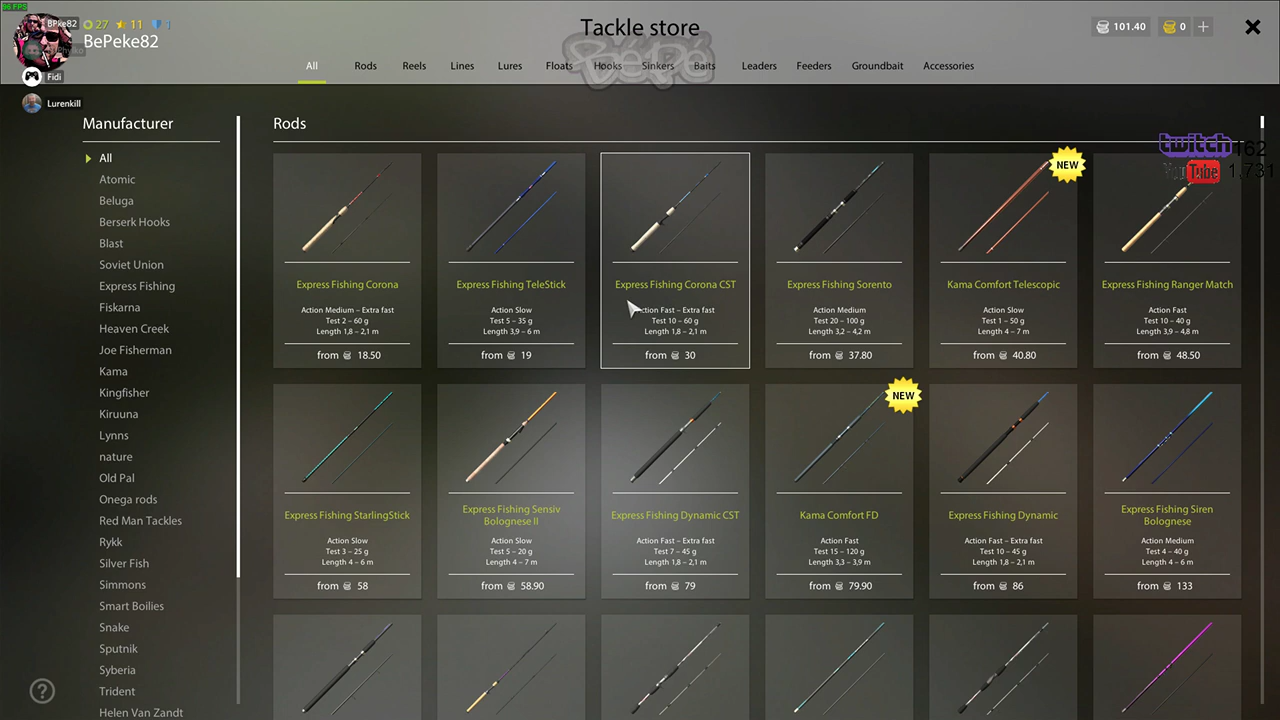 96 FPS
BPke82
27
11
1
BePeke82
Fidi
Lurenkill
Tackle store
BéPé
101.40
0
All
Rods
Reels
Lines
Lures
Floats
Hooks
Sinkers
Baits
Leaders
Feeders
Groundbait
Accessories
Manufacturer
All
Atomic
Beluga
Berserk Hooks
Blast
Soviet Union
Express Fishing
Fiskarna
Heaven Creek
Joe Fisherman
Kama
Kingfisher
Kiruuna
Lynns
nature
Old Pal
Onega rods
Red Man Tackles
Rykk
Silver Fish
Simmons
Smart Boilies
Snake
Sputnik
Syberia
Trident
Helen Van Zandt
Rods
twitch 162
YouTube 1,731
Express Fishing Corona
Action Medium – Extra fast
Test 2 – 60 g
Length 1,8 – 2,1 m
from 18.50
Express Fishing TeleStick
Action Slow
Test 5 – 35 g
Length 3,9 – 6 m
from 19
Express Fishing Corona CST
Action Fast – Extra fast
Test 10 – 60 g
Length 1,8 – 2,1 m
from 30
Express Fishing Sorento
Action Medium
Test 20 – 100 g
Length 3,2 – 4,2 m
from 37.80
NEW
Kama Comfort Telescopic
Action Slow
Test 1 – 50 g
Length 4 – 7 m
from 40.80
Express Fishing Ranger Match
Action Fast
Test 10 – 40 g
Length 3,9 – 4,8 m
from 48.50
Express Fishing StarlingStick
Action Slow
Test 3 – 25 g
Length 4 – 6 m
from 58
Express Fishing Sensiv
Bolognese II
Action Slow
Test 5 – 20 g
Length 4 – 7 m
from 58.90
Express Fishing Dynamic CST
Action Fast – Extra fast
Test 7 – 45 g
Length 1,8 – 2,1 m
from 79
NEW
Kama Comfort FD
Action Fast
Test 15 – 120 g
Length 3,3 – 3,9 m
from 79.90
Express Fishing Dynamic
Action Fast – Extra fast
Test 10 – 45 g
Length 1,8 – 2,1 m
from 86
Express Fishing Siren
Bolognese
Action Medium
Test 4 – 40 g
Length 4 – 6 m
from 133
?